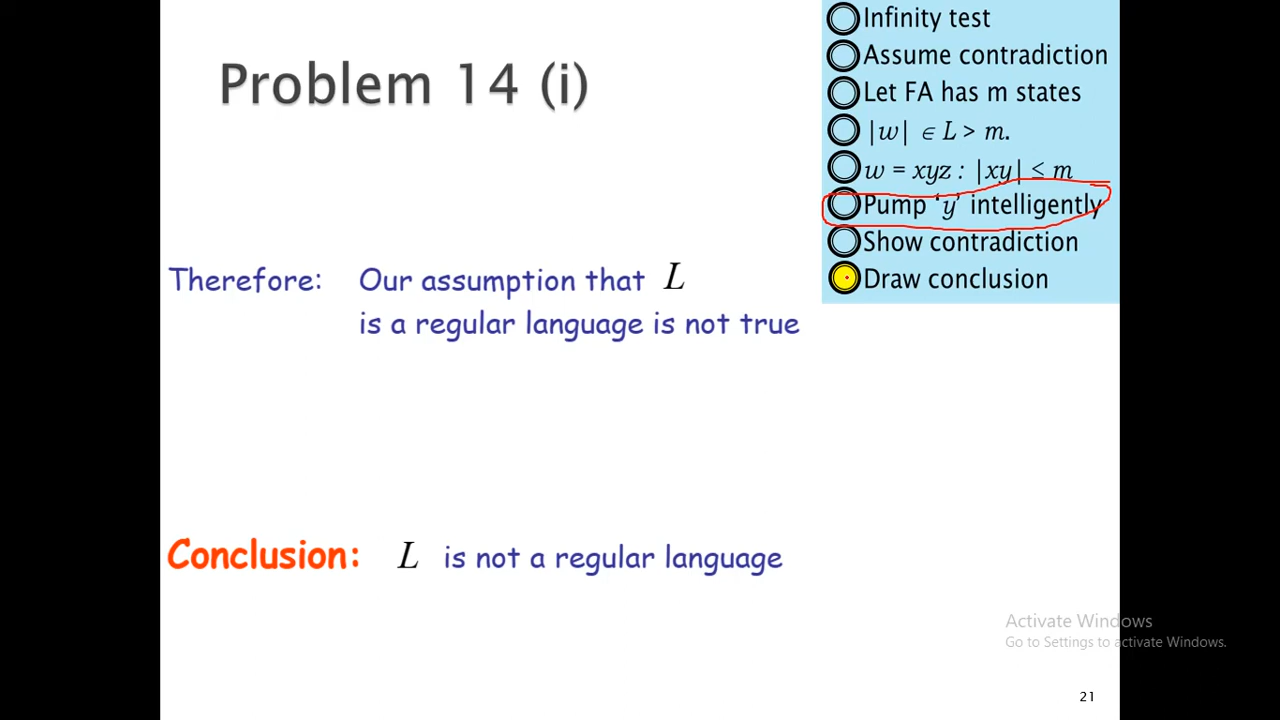 Problem 14 (i)
Infinity test
Assume contradiction
Let FA has m states
|w| ∈ L > m.
w = xyz : |xy| ≤ m
Pump ‘y’ intelligently
Show contradiction
Draw conclusion
Therefore: Our assumption that L
is a regular language is not true
Conclusion: L is not a regular language
Activate Windows
Go to Settings to activate Windows.
21